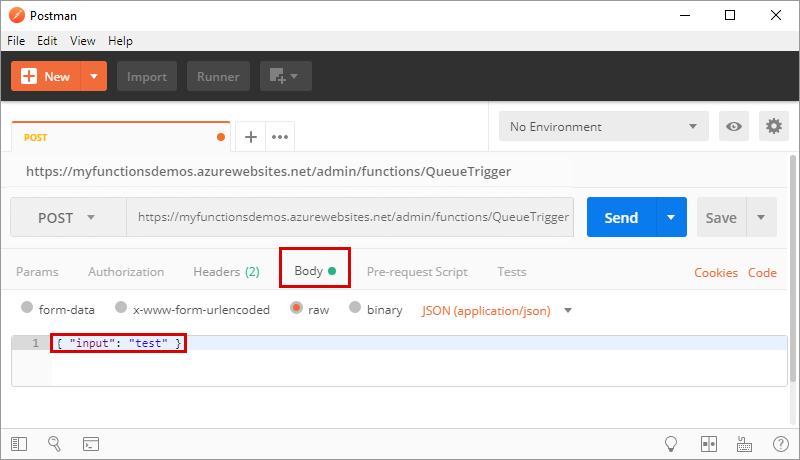 Postman
File Edit View Help
New Import Runner
POST No Environment
https://myfunctionsdemos.azurewebsites.net/admin/functions/QueueTrigger
POST https://myfunctionsdemos.azurewebsites.net/admin/functions/QueueTrigger Send Save
Params Authorization Headers (2) Body Pre-request Script Tests Cookies Code
form-data x-www-form-urlencoded raw binary JSON (application/json)
1 { "input": "test" }